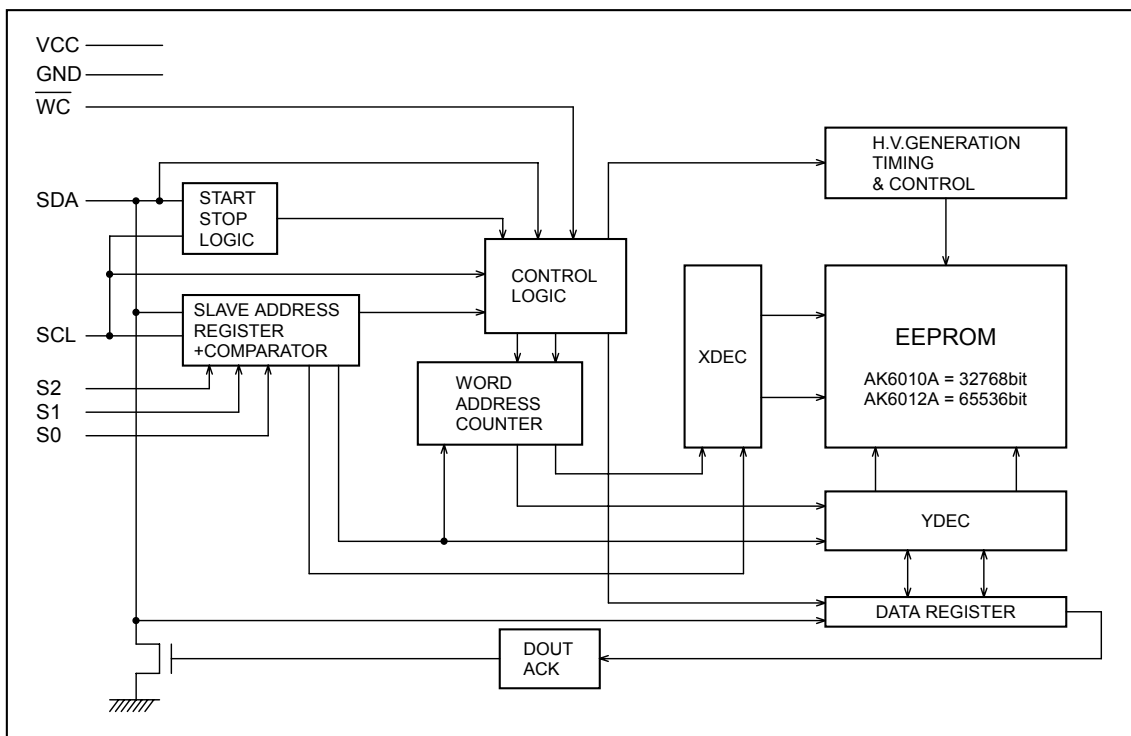 VCC
GND
WC
H.V.GENERATION
TIMING
& CONTROL
SDA
START
STOP
LOGIC
CONTROL
LOGIC
SLAVE ADDRESS
REGISTER
+COMPARATOR
SCL
XDEC
EEPROM
AK6010A = 32768bit
AK6012A = 65536bit
S2
S1
S0
WORD
ADDRESS
COUNTER
YDEC
DATA REGISTER
DOUT
ACK